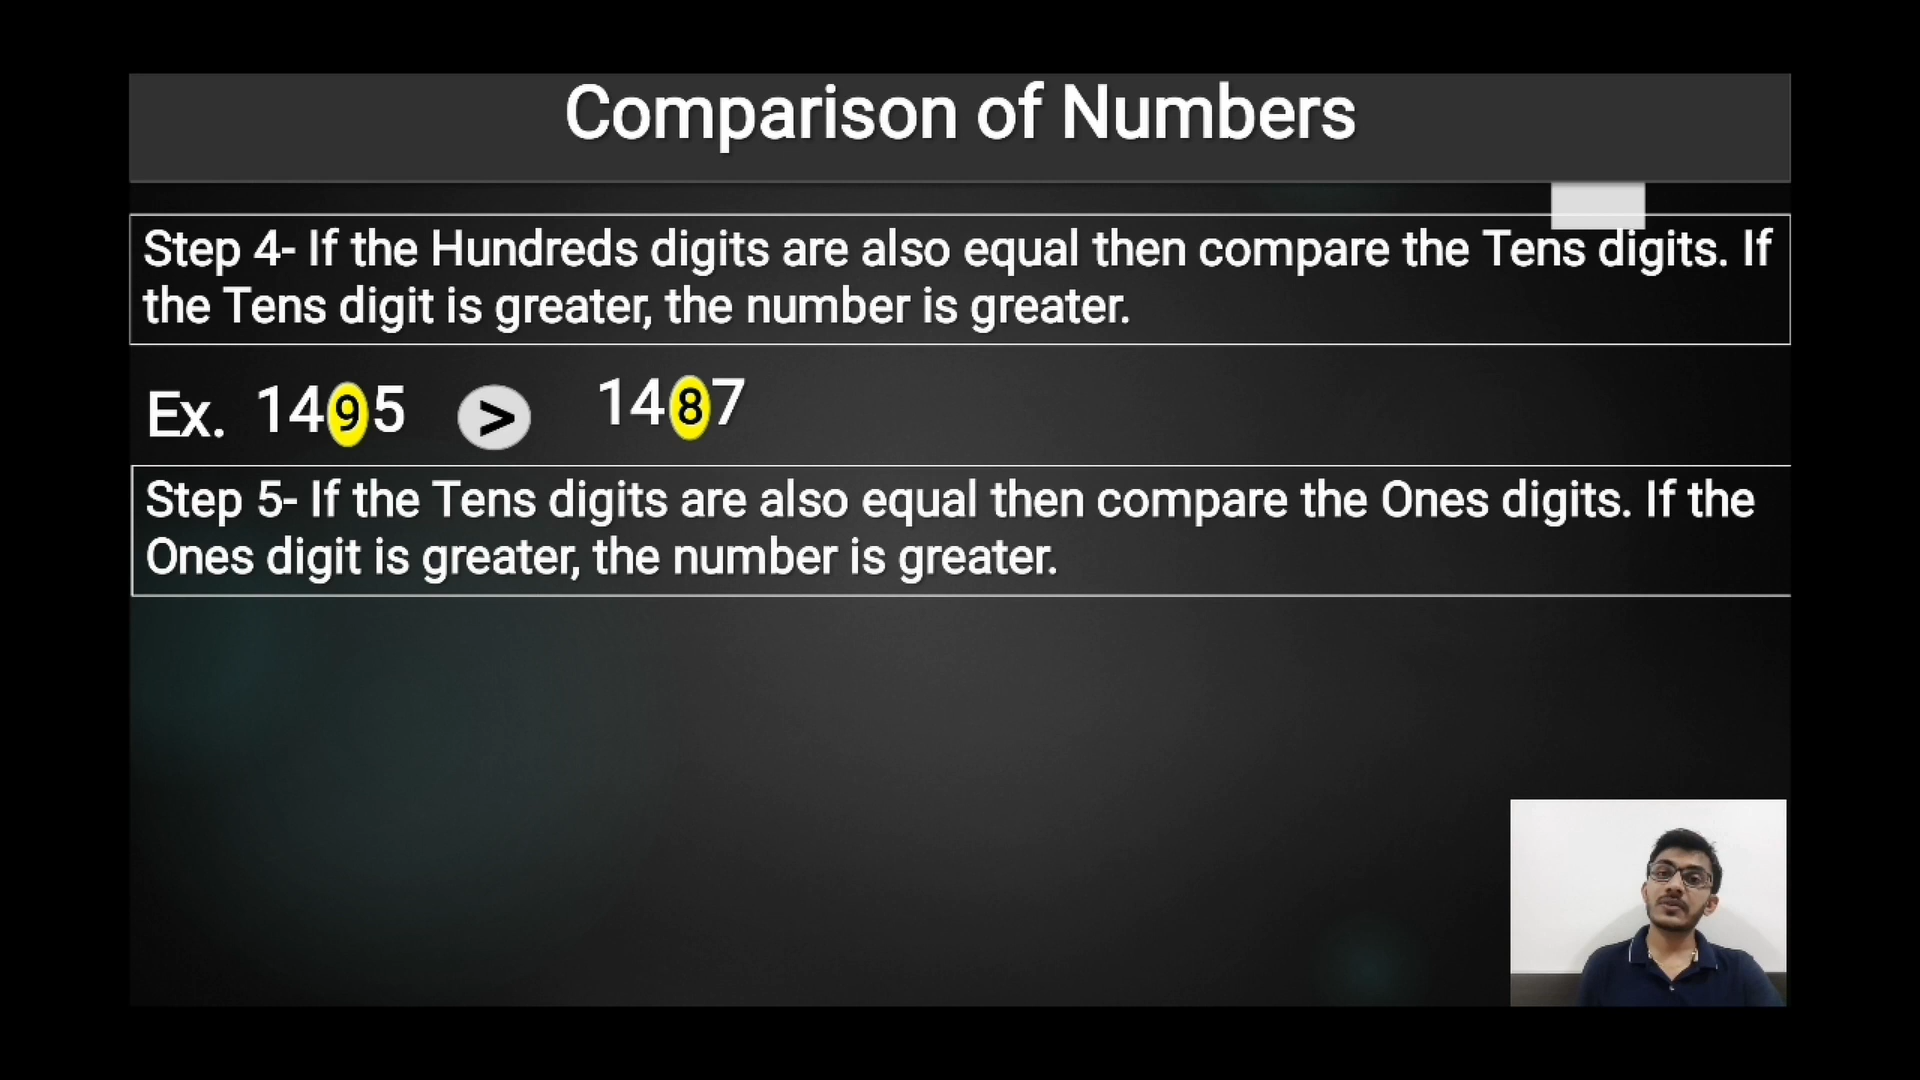 Comparison of Numbers
Step 4- If the Hundreds digits are also equal then compare the Tens digits. If
the Tens digit is greater, the number is greater.
Ex. 1495 > 1487
Step 5- If the Tens digits are also equal then compare the Ones digits. If the
Ones digit is greater, the number is greater.